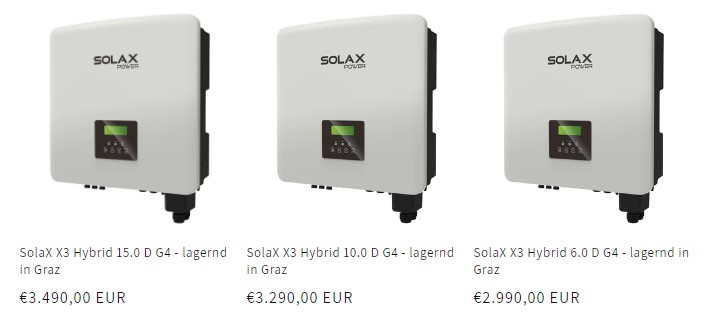 SOLAX
POWER
SOLAX
POWER
SOLAX
POWER
SolaX X3 Hybrid 15.0 D G4 - lagernd
in Graz
€3.490,00 EUR
SolaX X3 Hybrid 10.0 D G4 - lagernd
in Graz
€3.290,00 EUR
SolaX X3 Hybrid 6.0 D G4 - lagernd in
Graz
€2.990,00 EUR